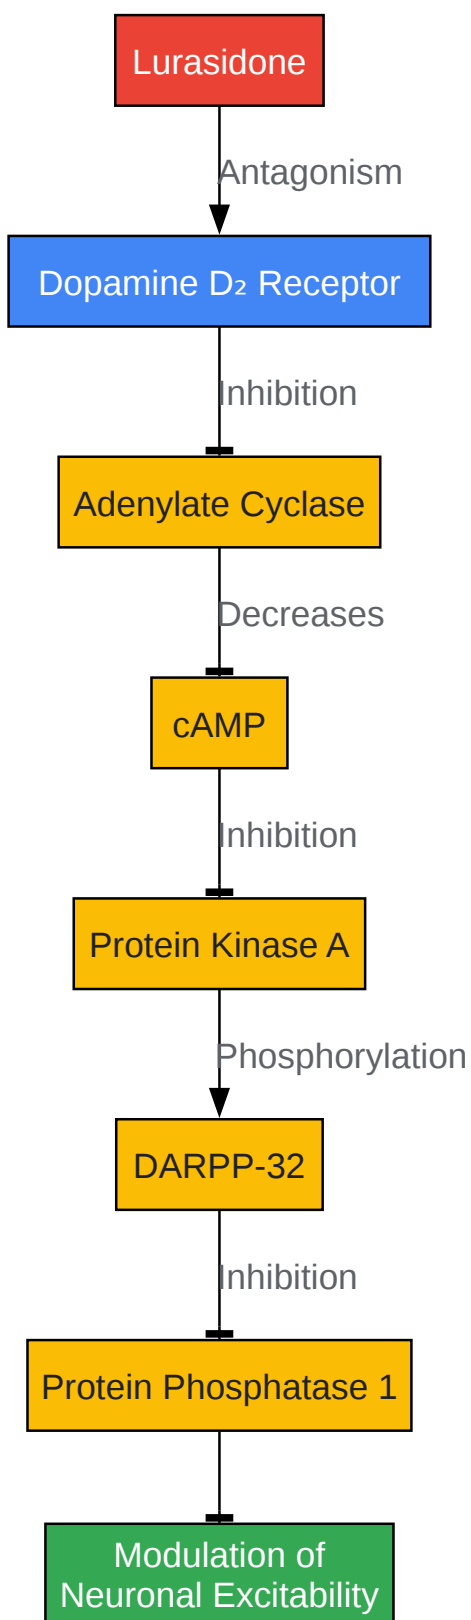 Lurasidone
Antagonism
Dopamine D₂ Receptor
Inhibition
Adenylate Cyclase
Decreases
cAMP
Inhibition
Protein Kinase A
Phosphorylation
DARPP-32
Inhibition
Protein Phosphatase 1
Modulation of
Neuronal Excitability